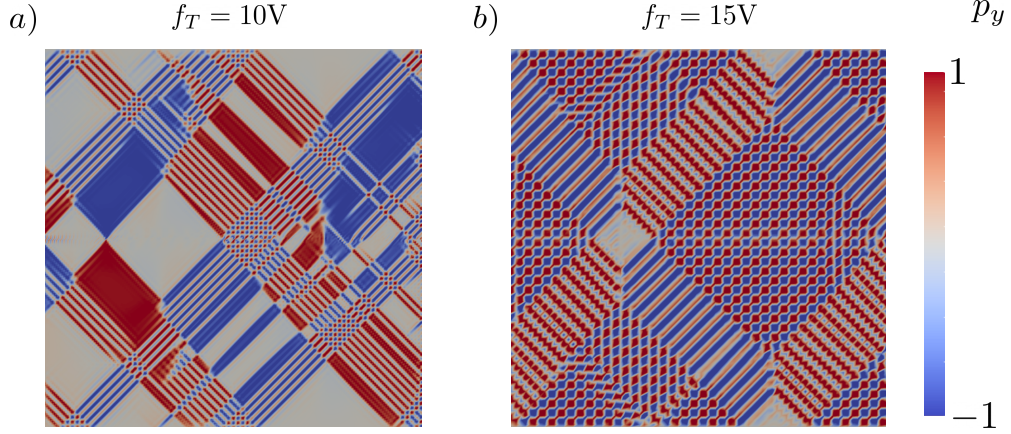 a) f_T = 10V b) f_T = 15V p_y
1
−1